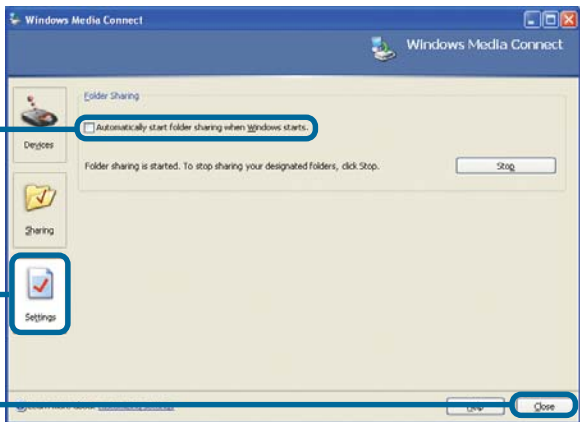 Windows Media Connect
Windows Media Connect
Folder Sharing
Automatically start folder sharing when Windows starts.
Devices
Folder sharing is started. To stop sharing your designated folders, click Stop.
Stop
Sharing
Settings
Close